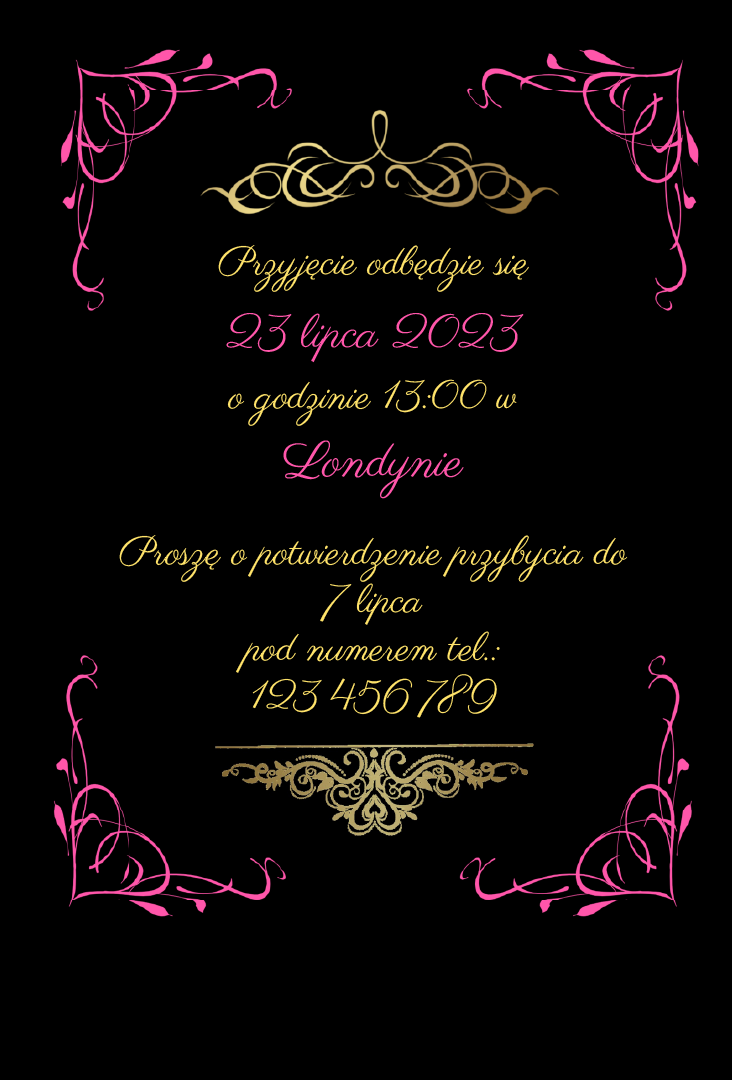 Przyjęcie odbędzie się
23 lipca 2023
o godzinie 13:00 w
Londynie
Proszę o potwierdzenie przybycia do
7 lipca
pod numerem tel.:
123 456 789